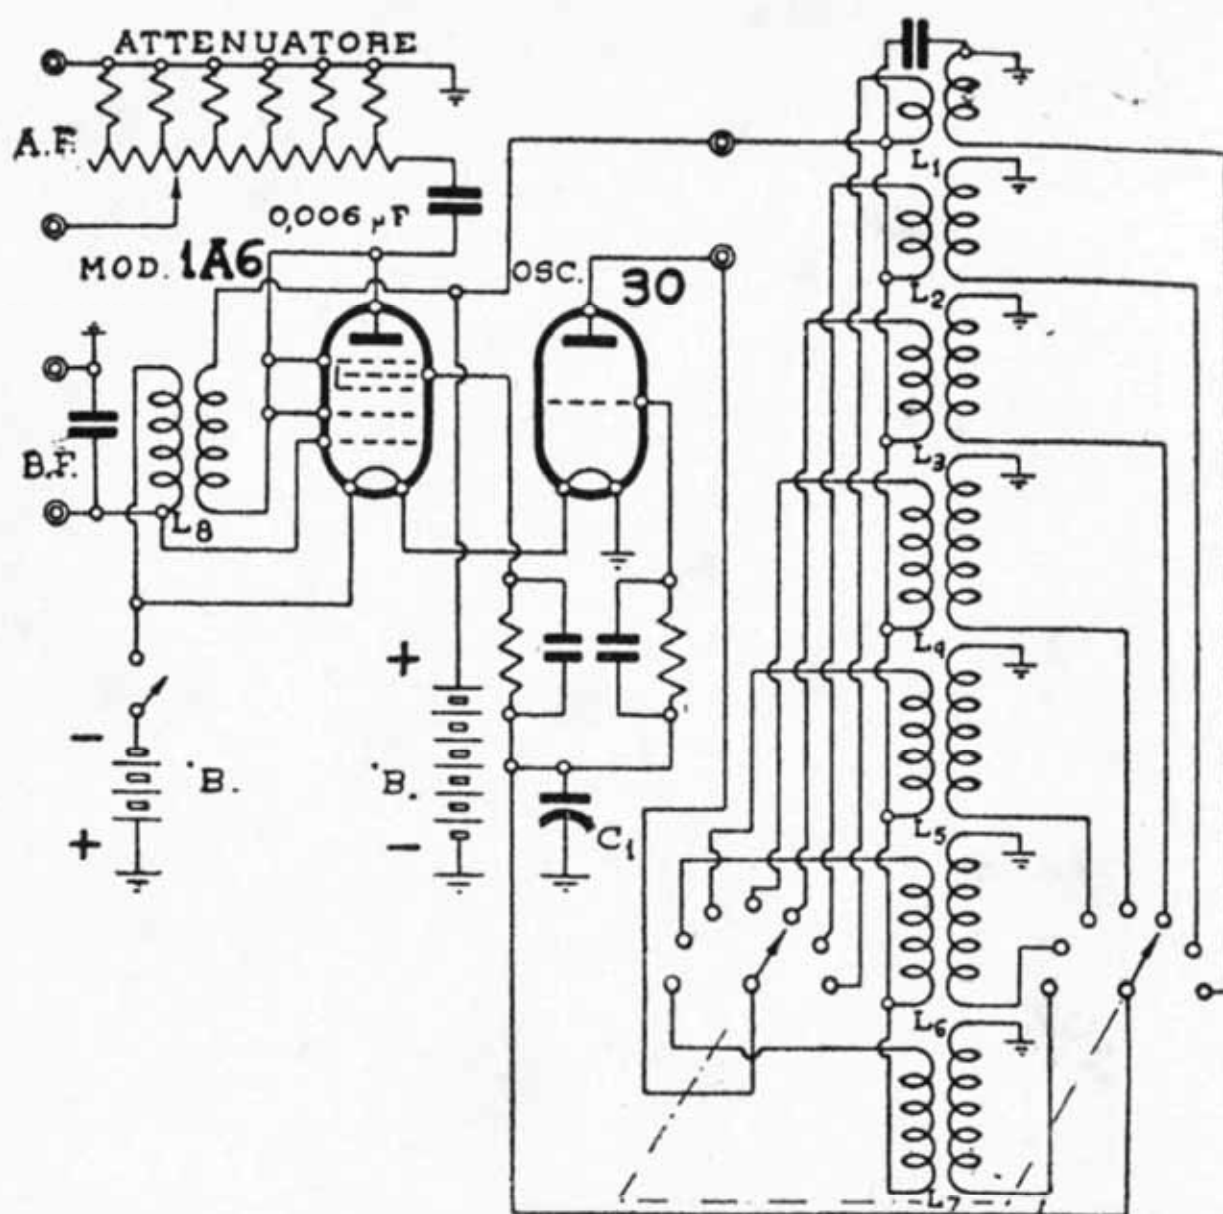 ATTENUATORE
A.F.
0,006 µF
MOD. 1A6
OSC. 30
B.F.
L8
+
-
B.
+
B.
-
C1
L1
L2
L3
L4
L5
L6
L7